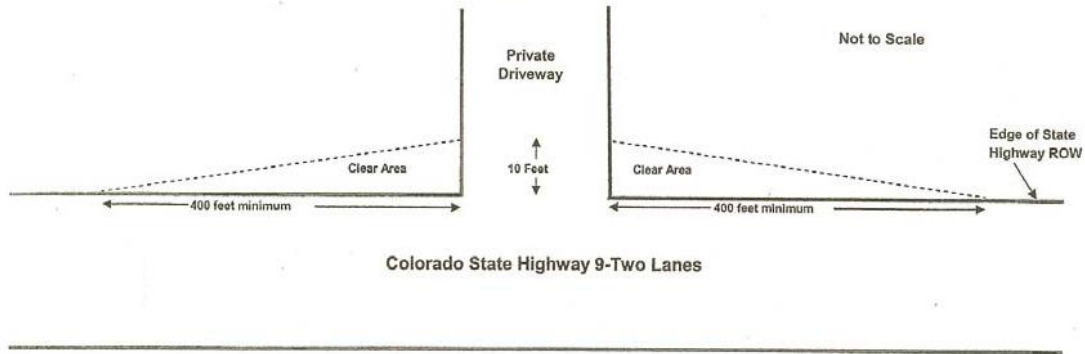 Private
Driveway
Not to Scale
Edge of State
Highway ROW
Clear Area
10 Feet
Clear Area
400 feet minimum
400 feet minimum
Colorado State Highway 9-Two Lanes